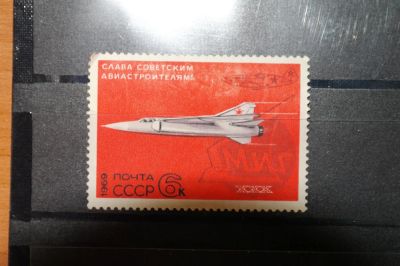 СЛАВА СОВЕТСКИМ
АВИАСТРОИТЕЛЯМ!
МИГ
1969
ПОЧТА
СССР 6к